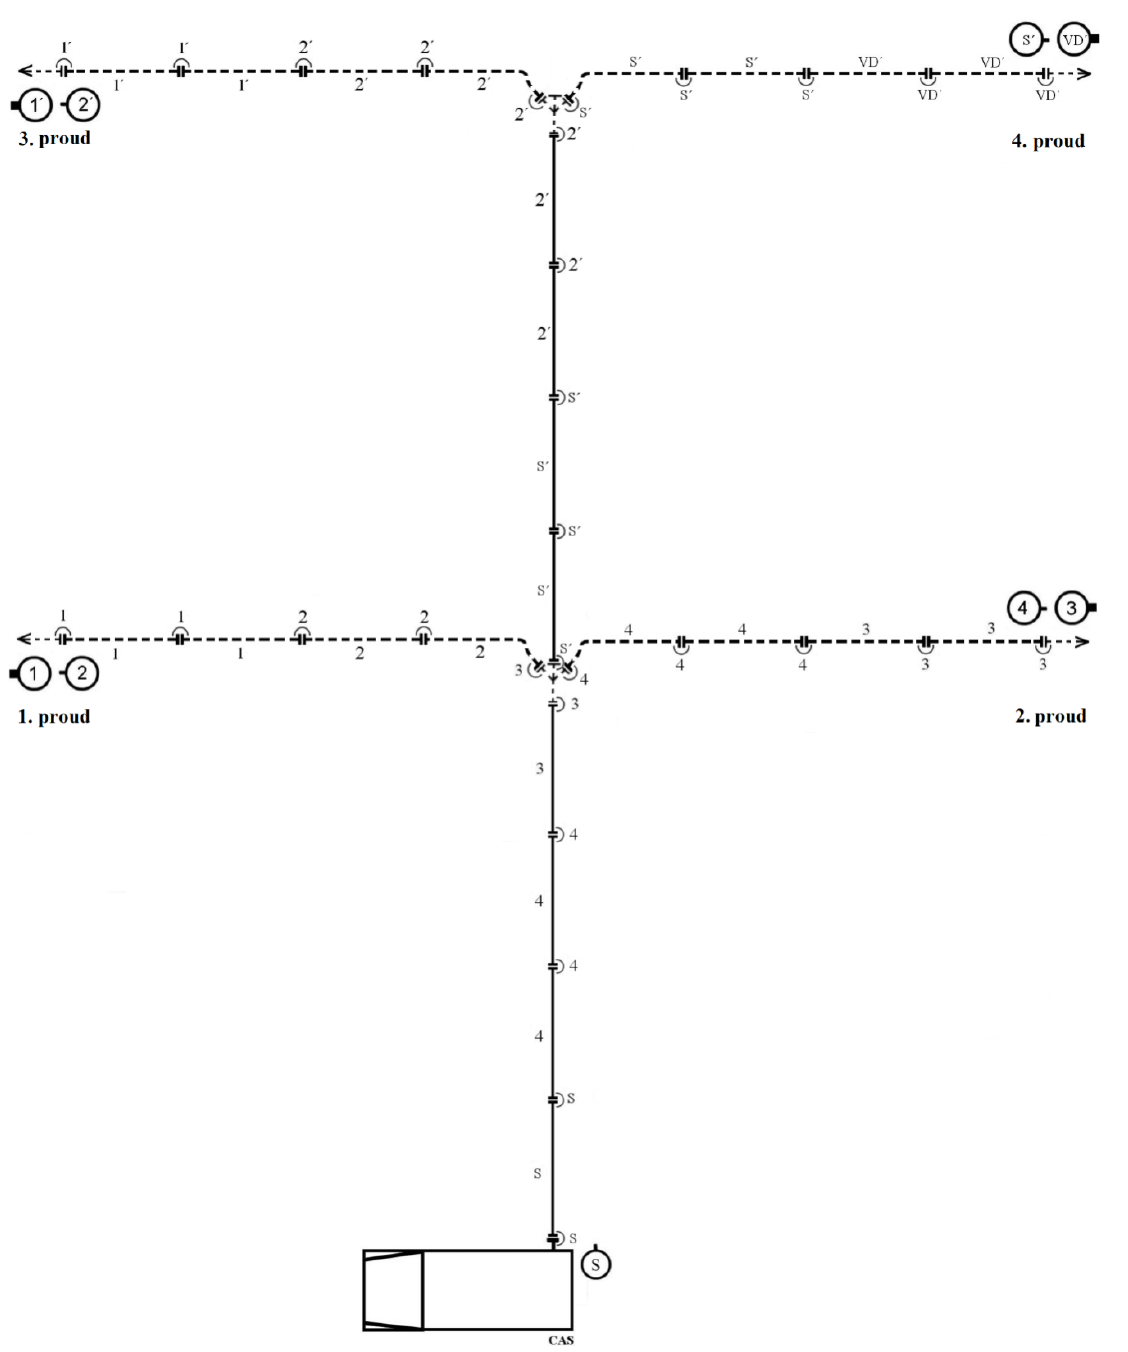 1´ 1´ 2´ 2´ S´ VD´
1´ 1´ 2´ 2´ S´ S´ VD´ VD´
1´ 2´ 2´ S´ S´ S´ VD´ VD´
3. proud 2´ 4. proud
2´
2´
2´
S´
S´
S´
S´
1 1 2 2 4 3
1 1 2 2 S´ 4 4 3 3
1 2 3 4 4 4 3 3
3
1. proud 2. proud
3
4
4
4
4
S
S
S
S
CAS